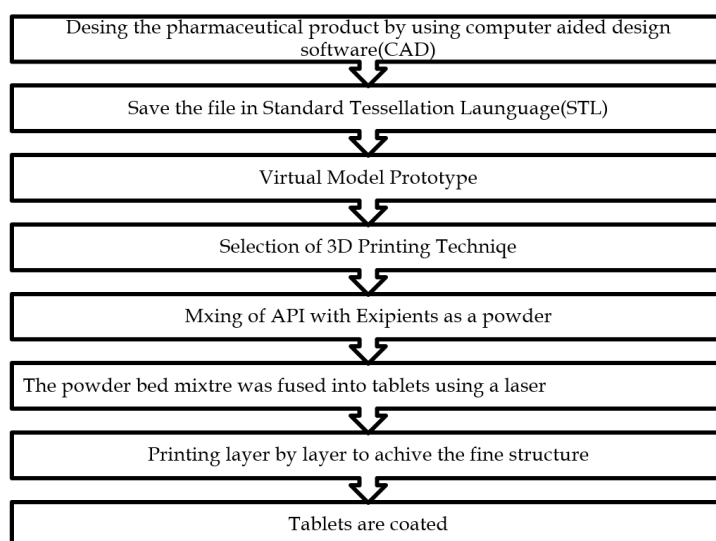 Desing the pharmaceutical product by using computer aided design
software(CAD)
Save the file in Standard Tessellation Launguage(STL)
Virtual Model Prototype
Selection of 3D Printing Techniqe
Mxing of API with Exipients as a powder
The powder bed mixtre was fused into tablets using a laser
Printing layer by layer to achive the fine structure
Tablets are coated